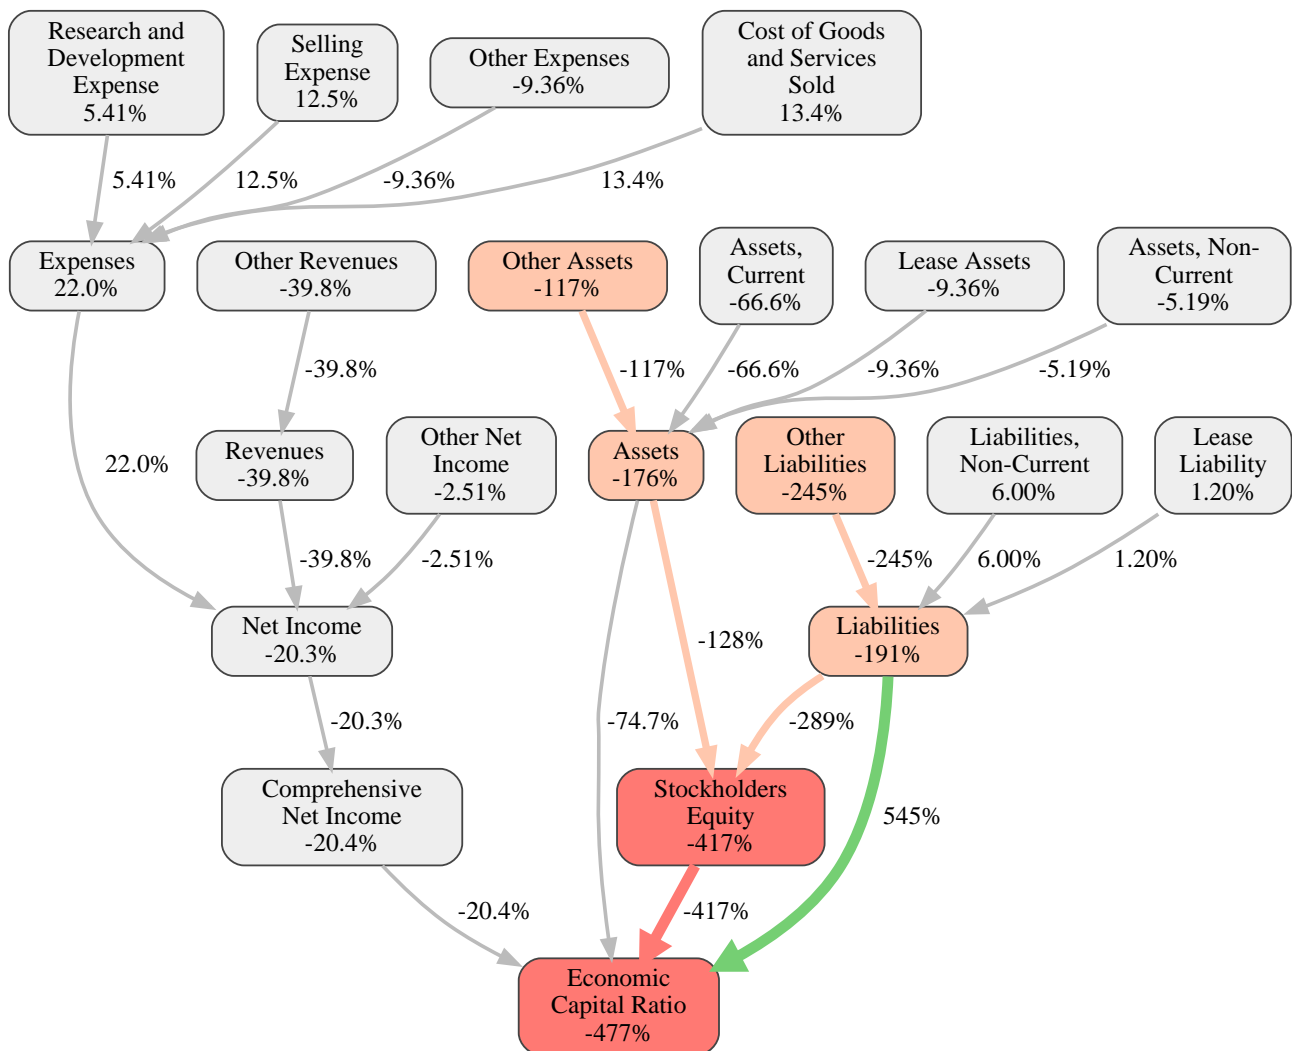 Research and
Development
Expense
5.41%
Selling
Expense
12.5%
Other Expenses
-9.36%
Cost of Goods
and Services
Sold
13.4%
5.41%
12.5%
-9.36%
13.4%
Expenses
22.0%
Other Revenues
-39.8%
Other Assets
-117%
Assets,
Current
-66.6%
Lease Assets
-9.36%
Assets, Non-
Current
-5.19%
-39.8%
-117%
-66.6%
-9.36%
-5.19%
22.0%
Revenues
-39.8%
Other Net
Income
-2.51%
Assets
-176%
Other
Liabilities
-245%
Liabilities,
Non-Current
6.00%
Lease
Liability
1.20%
-39.8%
-2.51%
-245%
6.00%
1.20%
Net Income
-20.3%
-128%
Liabilities
-191%
-20.3%
-74.7%
-289%
Comprehensive
Net Income
-20.4%
Stockholders
Equity
-417%
545%
-20.4%
-417%
Economic
Capital Ratio
-477%